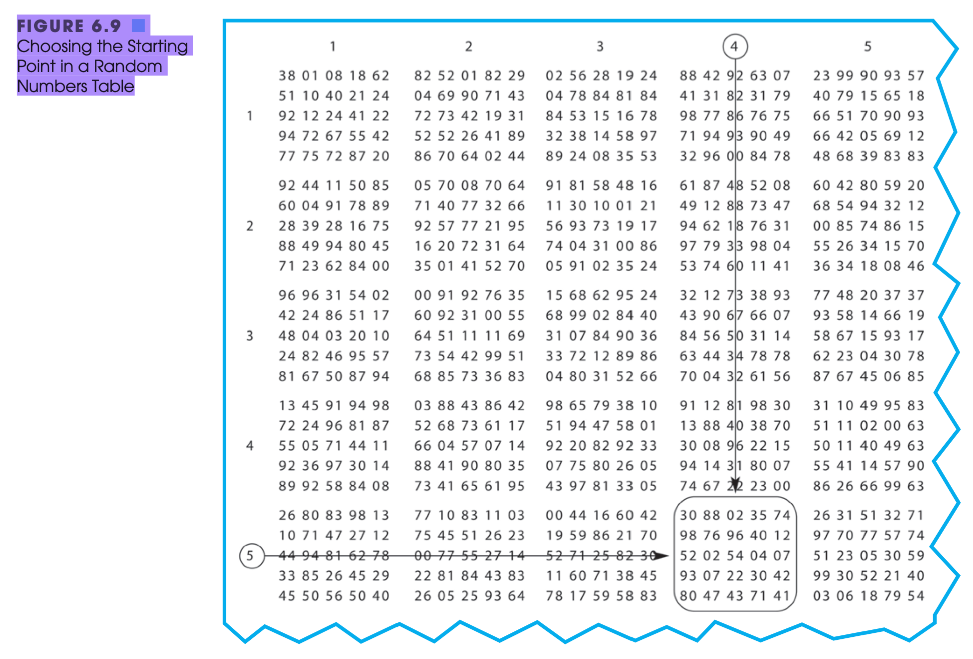 FIGURE 6.9
Choosing the Starting
Point in a Random
Numbers Table
1 2 3 4 5
38 01 08 18 62 82 52 01 82 29 02 56 28 19 24 88 42 92 63 07 23 99 90 93 57
51 10 40 21 24 04 69 90 71 43 04 78 84 81 84 41 31 82 31 79 40 79 15 65 18
1 92 12 24 41 22 72 73 42 19 31 84 53 15 16 78 98 77 86 76 75 66 51 70 90 93
94 72 67 55 42 52 52 26 41 89 32 38 14 58 97 71 94 93 90 49 66 42 05 69 12
77 75 72 87 20 86 70 64 02 44 89 24 08 35 53 32 96 00 84 78 48 68 39 83 83
92 44 11 50 85 05 70 08 70 64 91 81 58 48 16 61 87 48 52 08 60 42 80 59 20
60 04 91 78 89 71 40 77 32 66 11 30 10 01 21 49 12 88 73 47 68 54 94 32 12
2 28 39 28 16 75 92 57 77 21 95 56 93 73 19 17 94 62 18 76 31 00 85 74 86 15
88 49 94 80 45 16 20 72 31 64 74 04 31 00 86 97 79 33 98 04 55 26 34 15 70
71 23 62 84 00 35 01 41 52 70 05 91 02 35 24 53 74 60 11 41 36 34 18 08 46
96 96 31 54 02 00 91 92 76 35 15 68 62 95 24 32 12 73 38 93 77 48 20 37 37
42 24 86 51 17 60 92 31 00 55 68 99 02 84 40 43 90 67 66 07 93 58 14 66 19
3 48 04 03 20 10 64 51 11 11 69 31 07 84 90 36 84 56 50 31 14 58 67 15 93 17
24 82 46 95 57 73 54 42 99 51 33 72 12 89 86 63 44 34 78 78 62 23 04 30 78
81 67 50 87 94 68 85 73 36 83 04 80 31 52 66 70 04 32 61 56 87 67 45 06 85
13 45 91 94 98 03 88 43 86 42 98 65 79 38 10 91 12 81 98 30 31 10 49 95 83
72 24 96 81 87 52 68 73 61 17 51 94 47 58 01 13 88 40 38 70 51 11 02 00 63
4 55 05 71 44 11 66 04 57 07 14 92 20 82 92 33 30 08 96 22 15 50 11 40 49 63
92 36 97 30 14 88 41 90 80 35 07 75 80 26 05 94 14 31 80 07 55 41 14 57 90
89 92 58 84 08 73 41 65 61 95 43 97 81 33 05 74 67 22 23 00 86 26 66 99 63
26 80 83 98 13 77 10 83 11 03 00 44 16 60 42 30 88 02 35 74 26 31 51 32 71
10 71 47 27 12 75 45 51 26 23 19 59 86 21 70 98 76 96 40 12 97 70 77 57 74
5 44 94 81 62 78 00 77 55 27 14 52 71 25 82 30 52 02 54 04 07 51 23 05 30 59
33 85 26 45 29 22 81 84 43 83 11 60 71 38 45 93 07 22 30 42 99 30 52 21 40
45 50 56 50 40 26 05 25 93 64 78 17 59 58 83 80 47 43 71 41 03 06 18 79 54